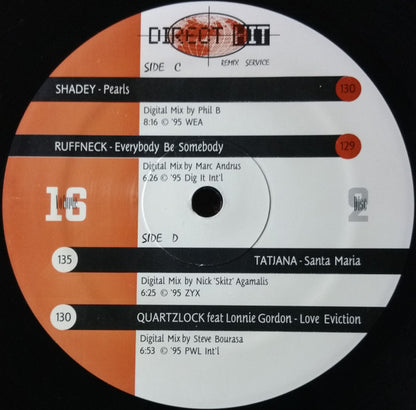 DIRECT HIT
REMIX SERVICE
SIDE C
SHADEY - Pearls 130
Digital Mix by Phil B
8:16 © '95 WEA
RUFFNECK - Everybody Be Somebody 129
Digital Mix by Marc Andrus
6:26 © '95 Dig It Int'l
16 Volume
2 Disc
SIDE D
135 TATJANA - Santa Maria
Digital Mix by Nick 'Skitz' Agamalis
6:25 © '95 ZYX
130 QUARTZLOCK feat Lonnie Gordon - Love Eviction
Digital Mix by Steve Bourasa
6:53 © '95 PWL Int'l